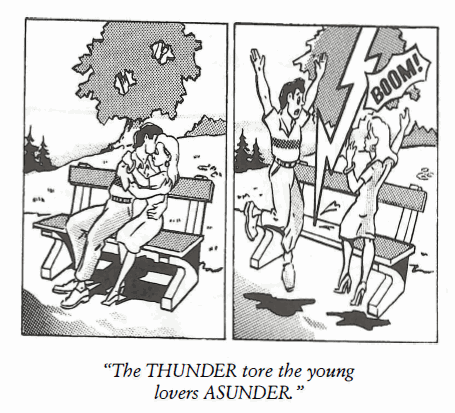 BOOM!
"The THUNDER tore the young
lovers ASUNDER."